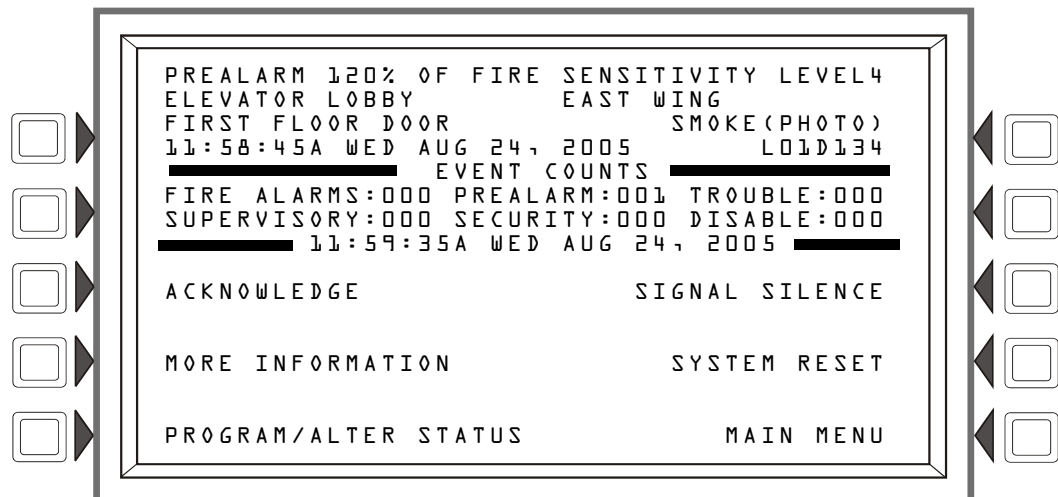 PREALARM 120% OF FIRE SENSITIVITY LEVEL4
ELEVATOR LOBBY EAST WING
FIRST FLOOR DOOR SMOKE(PHOTO)
11:58:45A WED AUG 24, 2005 L01D134
EVENT COUNTS
FIRE ALARMS:000 PREALARM:001 TROUBLE:000
SUPERVISORY:000 SECURITY:000 DISABLE:000
11:59:35A WED AUG 24, 2005
ACKNOWLEDGE SIGNAL SILENCE
MORE INFORMATION SYSTEM RESET
PROGRAM/ALTER STATUS MAIN MENU